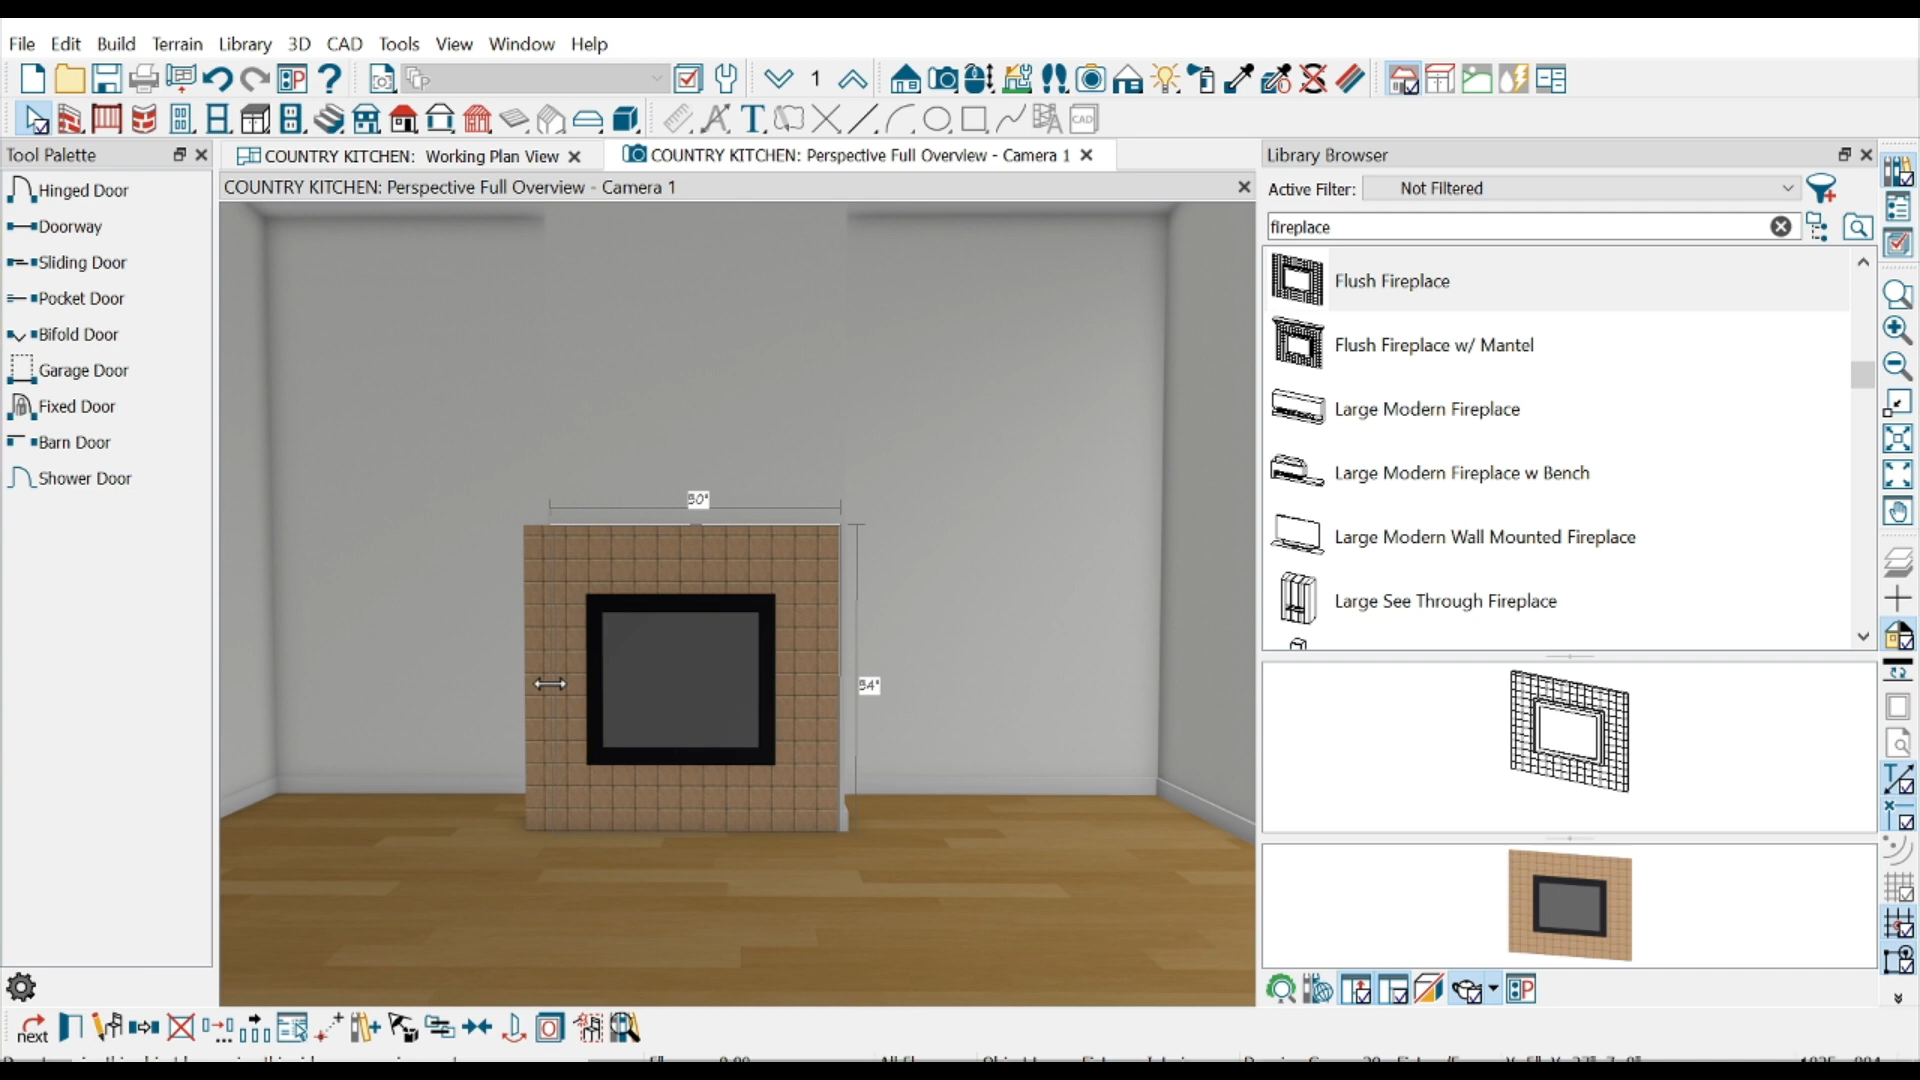 File Edit Build Terrain Library 3D CAD Tools View Window Help
1
CAD
Tool Palette
COUNTRY KITCHEN: Working Plan View
COUNTRY KITCHEN: Perspective Full Overview - Camera 1
Library Browser
COUNTRY KITCHEN: Perspective Full Overview - Camera 1
Active Filter: Not Filtered
fireplace
Hinged Door
Doorway
Sliding Door
Pocket Door
Bifold Door
Garage Door
Fixed Door
Barn Door
Shower Door
Flush Fireplace
Flush Fireplace w/ Mantel
Large Modern Fireplace
Large Modern Fireplace w Bench
Large Modern Wall Mounted Fireplace
Large See Through Fireplace
54"
next